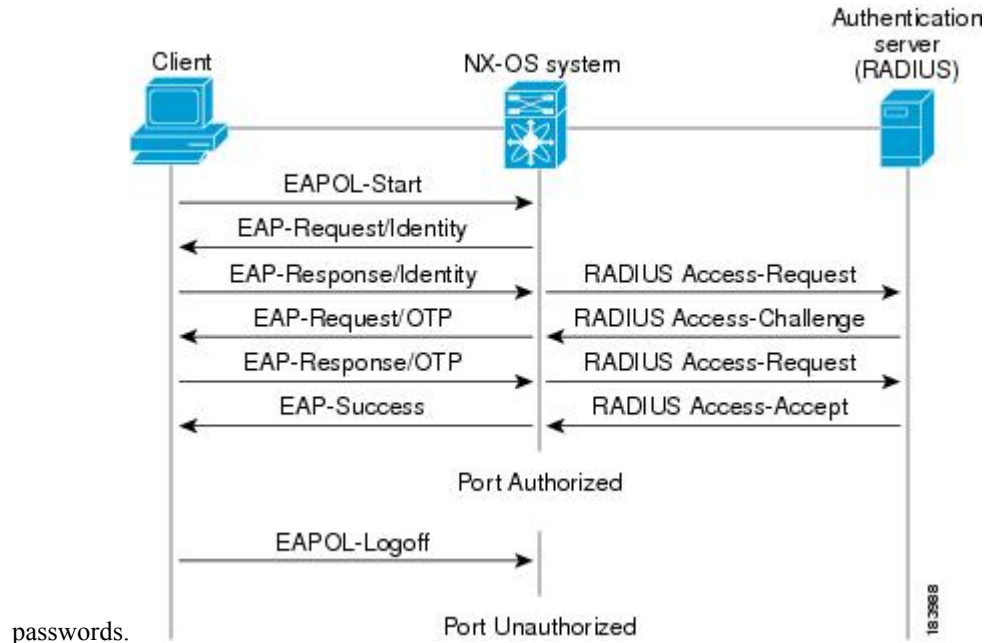 Authentication
server
(RADIUS)
Client
NX-OS system
EAPOL-Start
EAP-Request/Identity
EAP-Response/Identity
RADIUS Access-Request
EAP-Request/OTP
RADIUS Access-Challenge
EAP-Response/OTP
RADIUS Access-Request
EAP-Success
RADIUS Access-Accept
Port Authorized
EAPOL-Logoff
Port Unauthorized
183988
passwords.